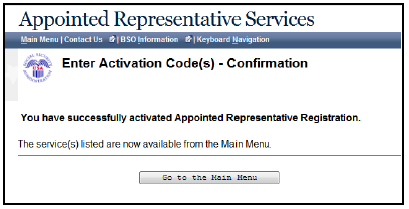 Appointed Representative Services
Main Menu | Contact Us | BSO Information | Keyboard Navigation
Enter Activation Code(s) - Confirmation
USA
You have successfully activated Appointed Representative Registration.
The service(s) listed are now available from the Main Menu.
Go to the Main Menu